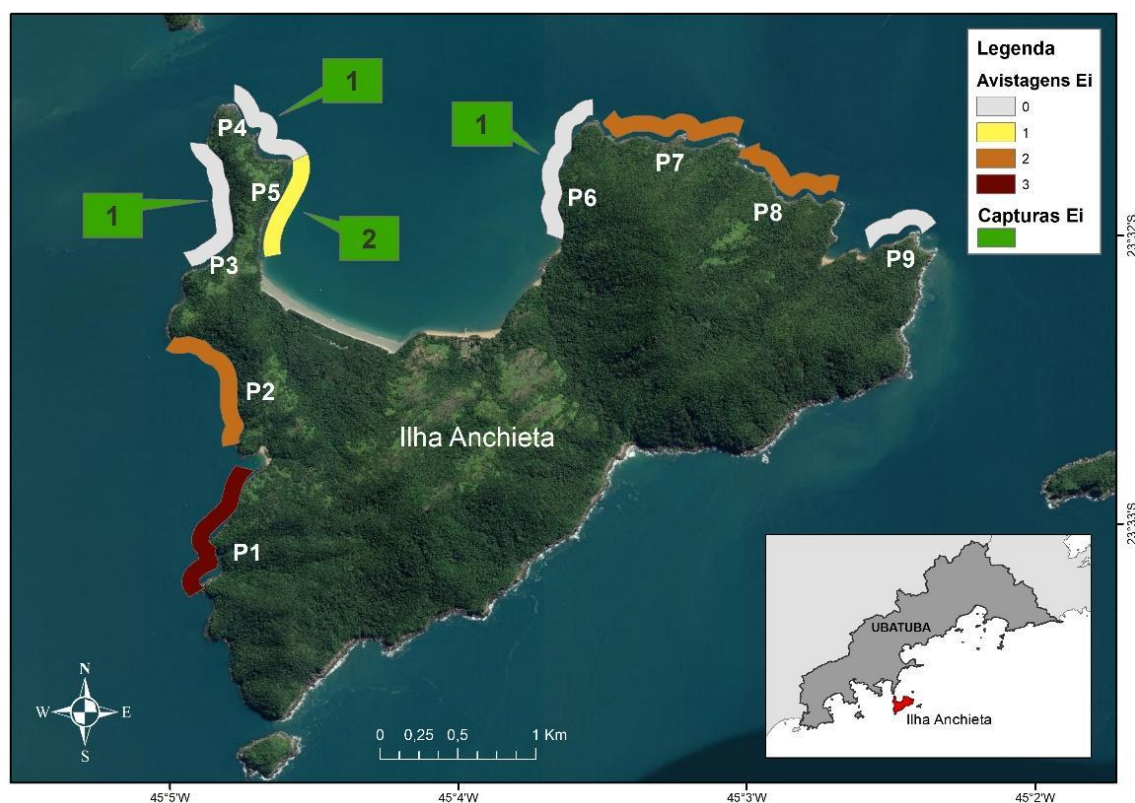 Legenda
Avistagens Ei
0
1
2
3
Capturas Ei
1
1
1
2
P4
P5
P3
P6
P7
P8
P9
P2
P1
Ilha Anchieta
23°32'S
23°33'S
N
W
E
S
0 0,25 0,5 1 Km
UBATUBA
Ilha Anchieta
45°5'W
45°4'W
45°3'W
45°2'W